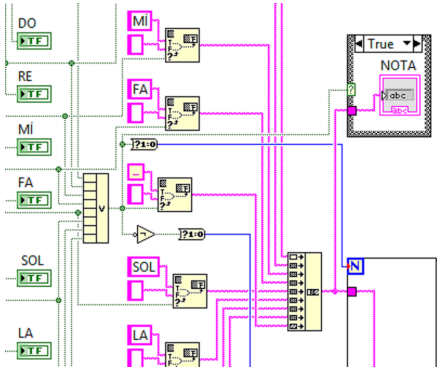 DO
TF
RE
TF
Mİ
TF
FA
TF
SOL
TF
LA
TF
Mİ
T
F
?
FA
T
F
?
?1:0
_
T
F
?
V
?1:0
SOL
T
F
?
LA
T
F
?
True
NOTA
abc
abc
?
N